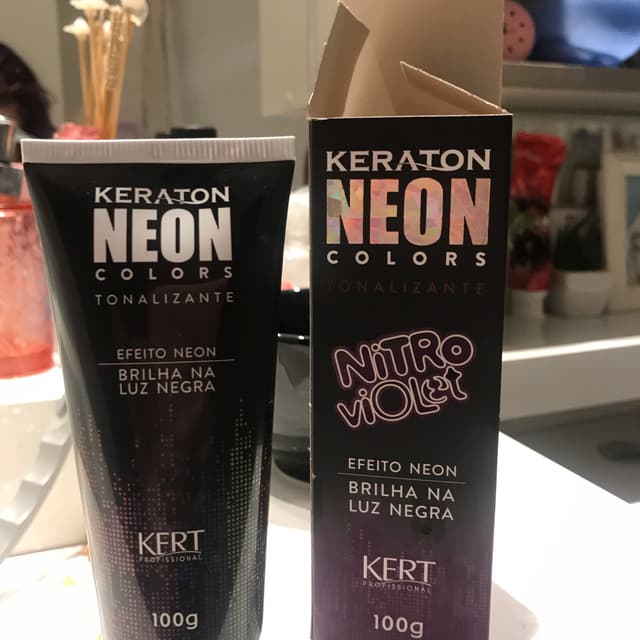 KERATON
NEON
COLORS
TONALIZANTE
EFEITO NEON
BRILHA NA
LUZ NEGRA
KERT
PROFISSIONAL
100g
KERATON
NEON
COLORS
TONALIZANTE
NiTRO
viOLet
EFEITO NEON
BRILHA NA
LUZ NEGRA
KERT
PROFISSIONAL
100g